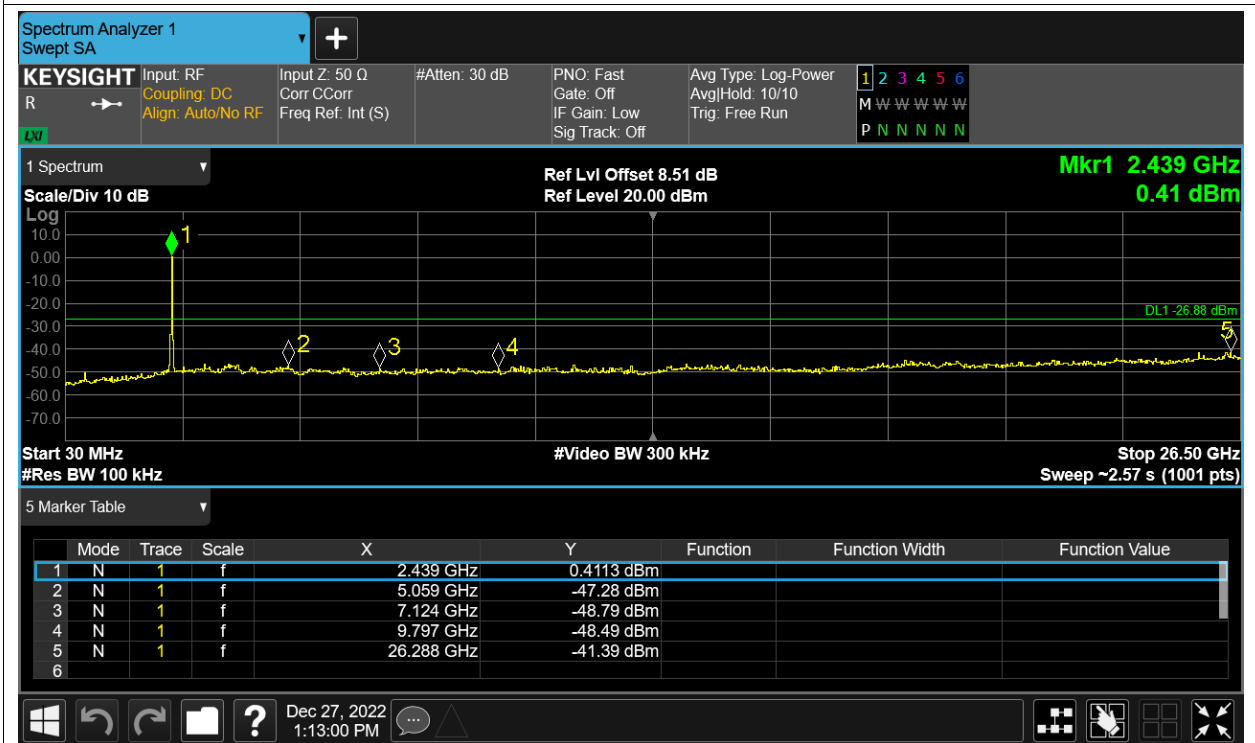 Spectrum Analyzer 1
Swept SA
KEYSIGHT
R
LXI
Input: RF
Coupling: DC
Align: Auto/No RF
Input Z: 50 Ω
Corr CCorr
Freq Ref: Int (S)
#Atten: 30 dB
PNO: Fast
Gate: Off
IF Gain: Low
Sig Track: Off
Avg Type: Log-Power
Avg|Hold: 10/10
Trig: Free Run
1 2 3 4 5 6
M W W W W W
P N N N N N
1 Spectrum
Scale/Div 10 dB
Ref Lvl Offset 8.51 dB
Ref Level 20.00 dBm
Mkr1 2.439 GHz
0.41 dBm
Log
10.0
0.00
-10.0
-20.0
-30.0
-40.0
-50.0
-60.0
-70.0
1
2
3
4
5
DL1 -26.88 dBm
Start 30 MHz
#Video BW 300 kHz
Stop 26.50 GHz
#Res BW 100 kHz
Sweep ~2.57 s (1001 pts)
5 Marker Table
Mode Trace Scale X Y Function Function Width Function Value
1 N 1 f 2.439 GHz 0.4113 dBm
2 N 1 f 5.059 GHz -47.28 dBm
3 N 1 f 7.124 GHz -48.79 dBm
4 N 1 f 9.797 GHz -48.49 dBm
5 N 1 f 26.288 GHz -41.39 dBm
6
?
Dec 27, 2022
1:13:00 PM